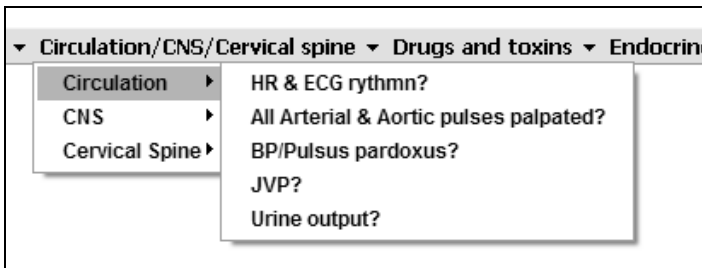 Circulation/CNS/Cervical spine Drugs and toxins
Circulation
CNS
Cervical Spine
HR & ECG rythmn?
All Arterial & Aortic pulses palpated?
BP/Pulsus pardoxus?
JVP?
Urine output?